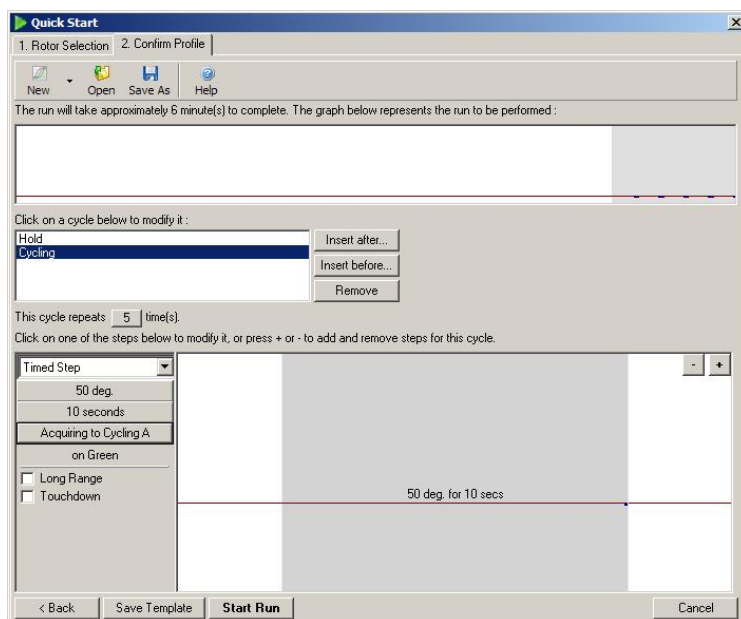 Quick Start
1. Rotor Selection 2. Confirm Profile
New Open Save As Help
The run will take approximately 6 minute(s) to complete. The graph below represents the run to be performed :
Click on a cycle below to modify it :
Hold
Cycling
Insert after...
Insert before...
Remove
This cycle repeats 5 time(s).
Click on one of the steps below to modify it, or press + or - to add and remove steps for this cycle.
Timed Step
- +
50 deg.
10 seconds
Acquiring to Cycling A
on Green
Long Range
Touchdown
50 deg. for 10 secs
< Back Save Template Start Run Cancel